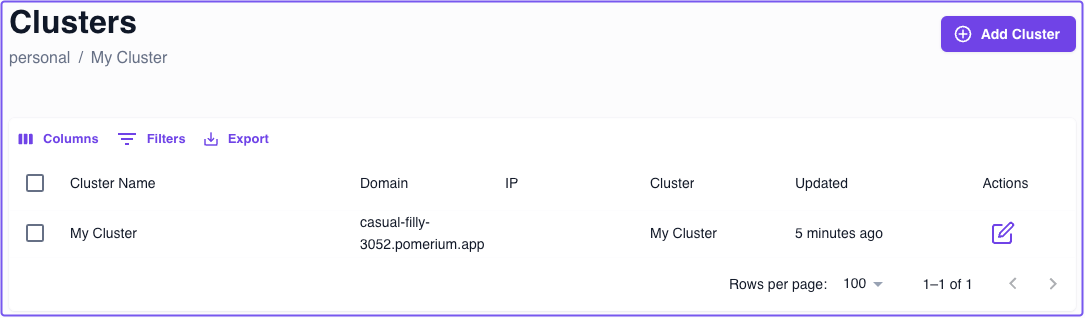 Clusters
Add Cluster
personal / My Cluster
Columns Filters Export
Cluster Name Domain IP Cluster Updated Actions
My Cluster casual-filly-3052.pomerium.app My Cluster 5 minutes ago
Rows per page: 100 1–1 of 1